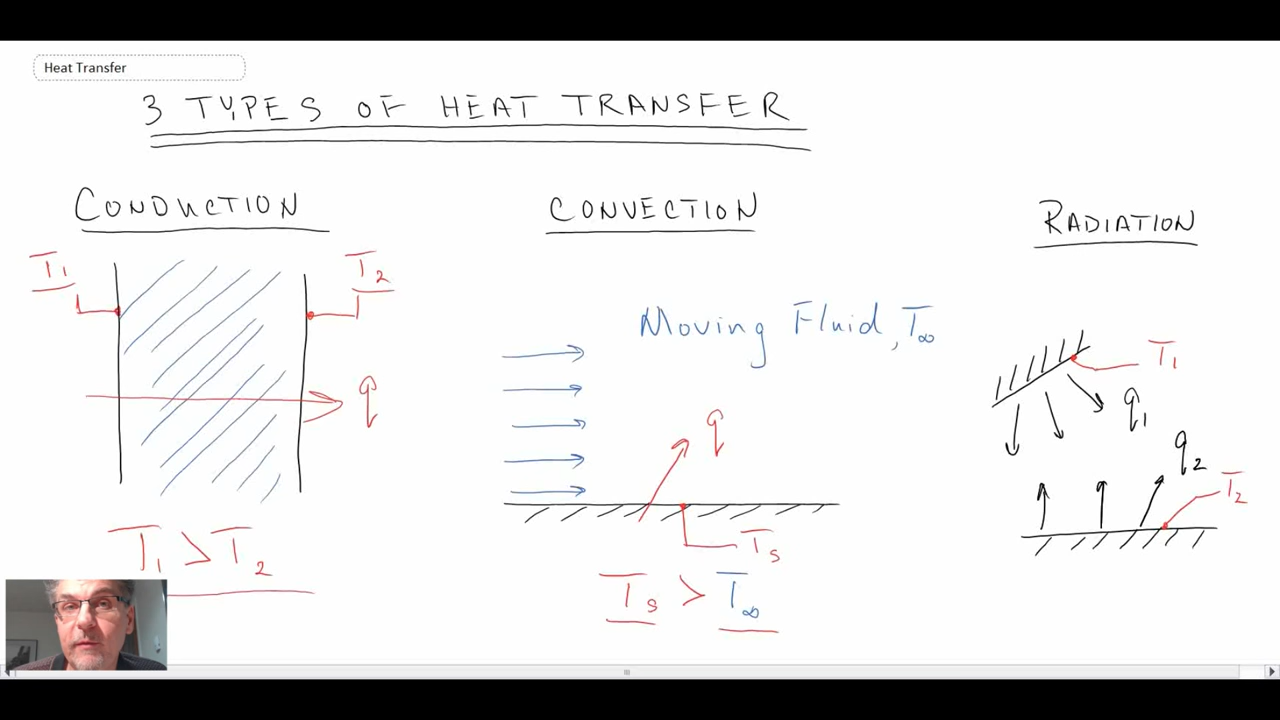 Heat Transfer
3 TYPES OF HEAT TRANSFER
CONDUCTION
CONVECTION
RADIATION
T₁
T₂
q
T₁ > T₂
Moving Fluid, T∞
q
Tₛ
Tₛ > T∞
T₁
q₁
q₂
T₂